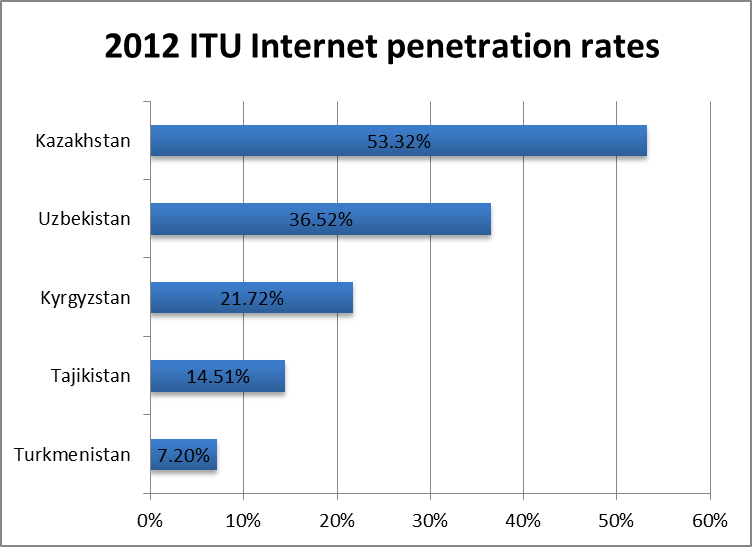 2012 ITU Internet penetration rates
Kazakhstan 53.32%
Uzbekistan 36.52%
Kyrgyzstan 21.72%
Tajikistan 14.51%
Turkmenistan 7.20%
0% 10% 20% 30% 40% 50% 60%